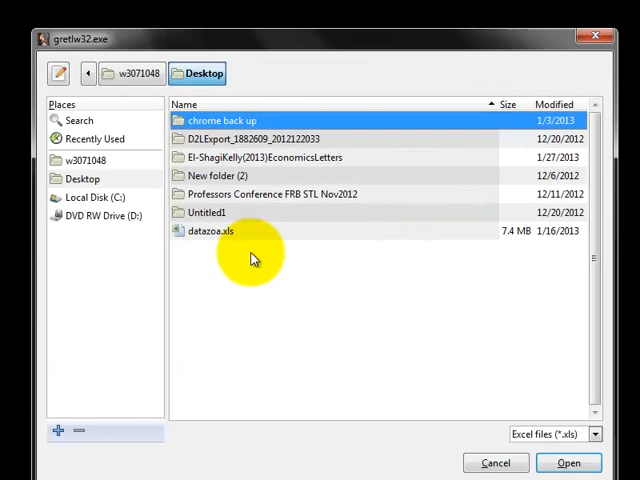 gretlw32.exe
w3071048 Desktop
Places Name Size Modified
Search chrome back up 1/3/2013
Recently Used D2LExport_1882609_2012122033 12/20/2012
w3071048 El-ShagiKelly(2013)EconomicsLetters 1/27/2013
Desktop New folder (2) 12/6/2012
Local Disk (C:) Professors Conference FRB STL Nov2012 12/11/2012
DVD RW Drive (D:) Untitled1 12/20/2012
datazoa.xls 7.4 MB 1/16/2013
Excel files (*.xls)
Cancel Open